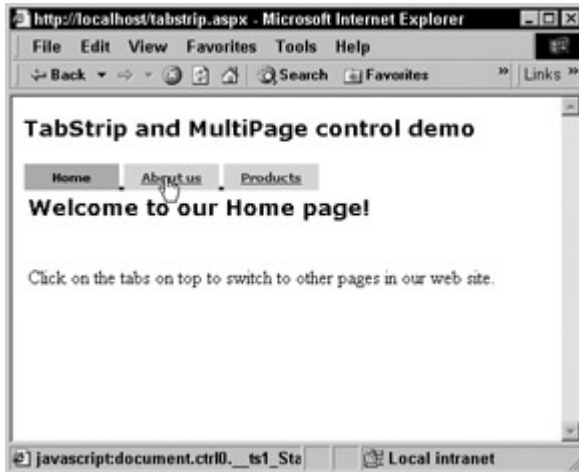 http://localhost/tabstrip.aspx - Microsoft Internet Explorer
File Edit View Favorites Tools Help
Back Search Favorites » Links »
TabStrip and MultiPage control demo
Home About us Products
Welcome to our Home page!
Click on the tabs on top to switch to other pages in our web site.
javascript:document.ctrl0.__ts1_Sta Local intranet